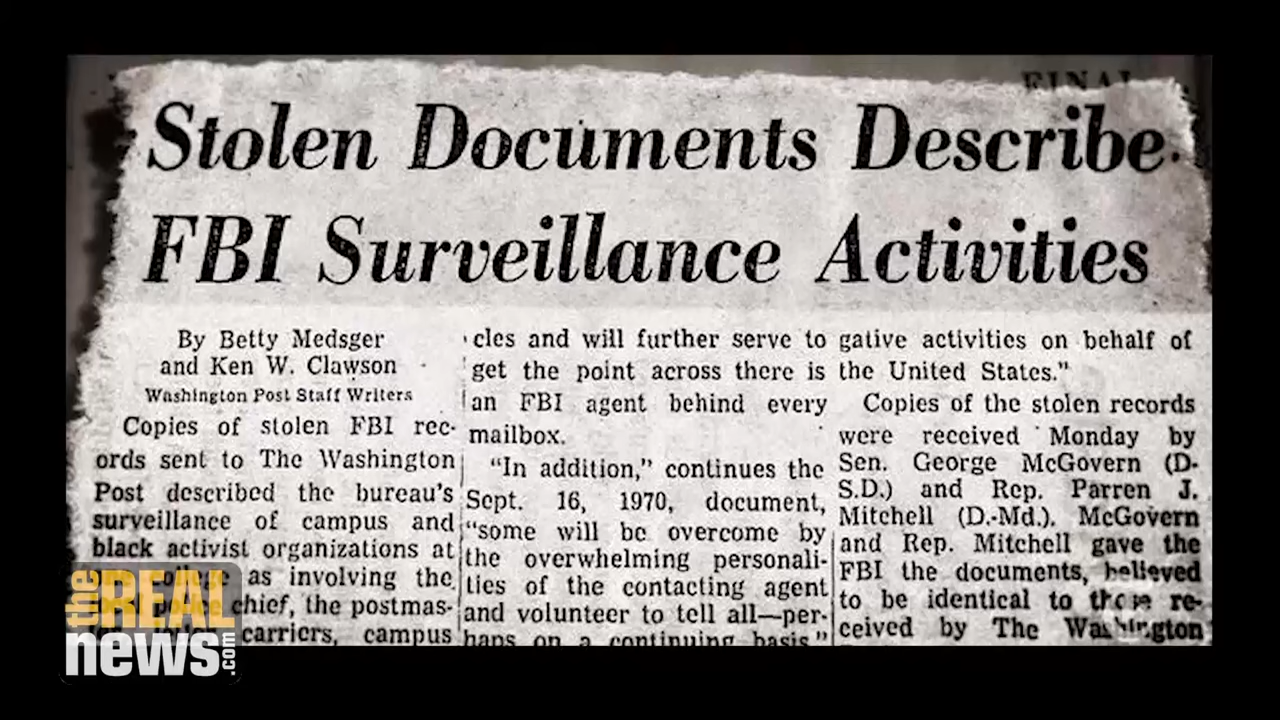 FINAL
Stolen Documents Describe
FBI Surveillance Activities
By Betty Medsger
and Ken W. Clawson
Washington Post Staff Writers
Copies of stolen FBI rec-
ords sent to The Washington
Post described the bureau's
surveillance of campus and
black activist organizations at
college as involving the
police chief, the postmas-
carriers, campus
cles and will further serve to
get the point across there is
an FBI agent behind every
mailbox.
"In addition," continues the
Sept. 16, 1970, document,
"some will be overcome by
the overwhelming personali-
ties of the contacting agent
and volunteer to tell all—per-
haps on a continuing basis."
gative activities on behalf of
the United States."
Copies of the stolen records
were received Monday by
Sen. George McGovern (D-
S.D.) and Rep. Parren J.
Mitchell (D.-Md.). McGovern
and Rep. Mitchell gave the
FBI the documents, believed
to be identical to those re-
ceived by The Washington
the REAL
news.com